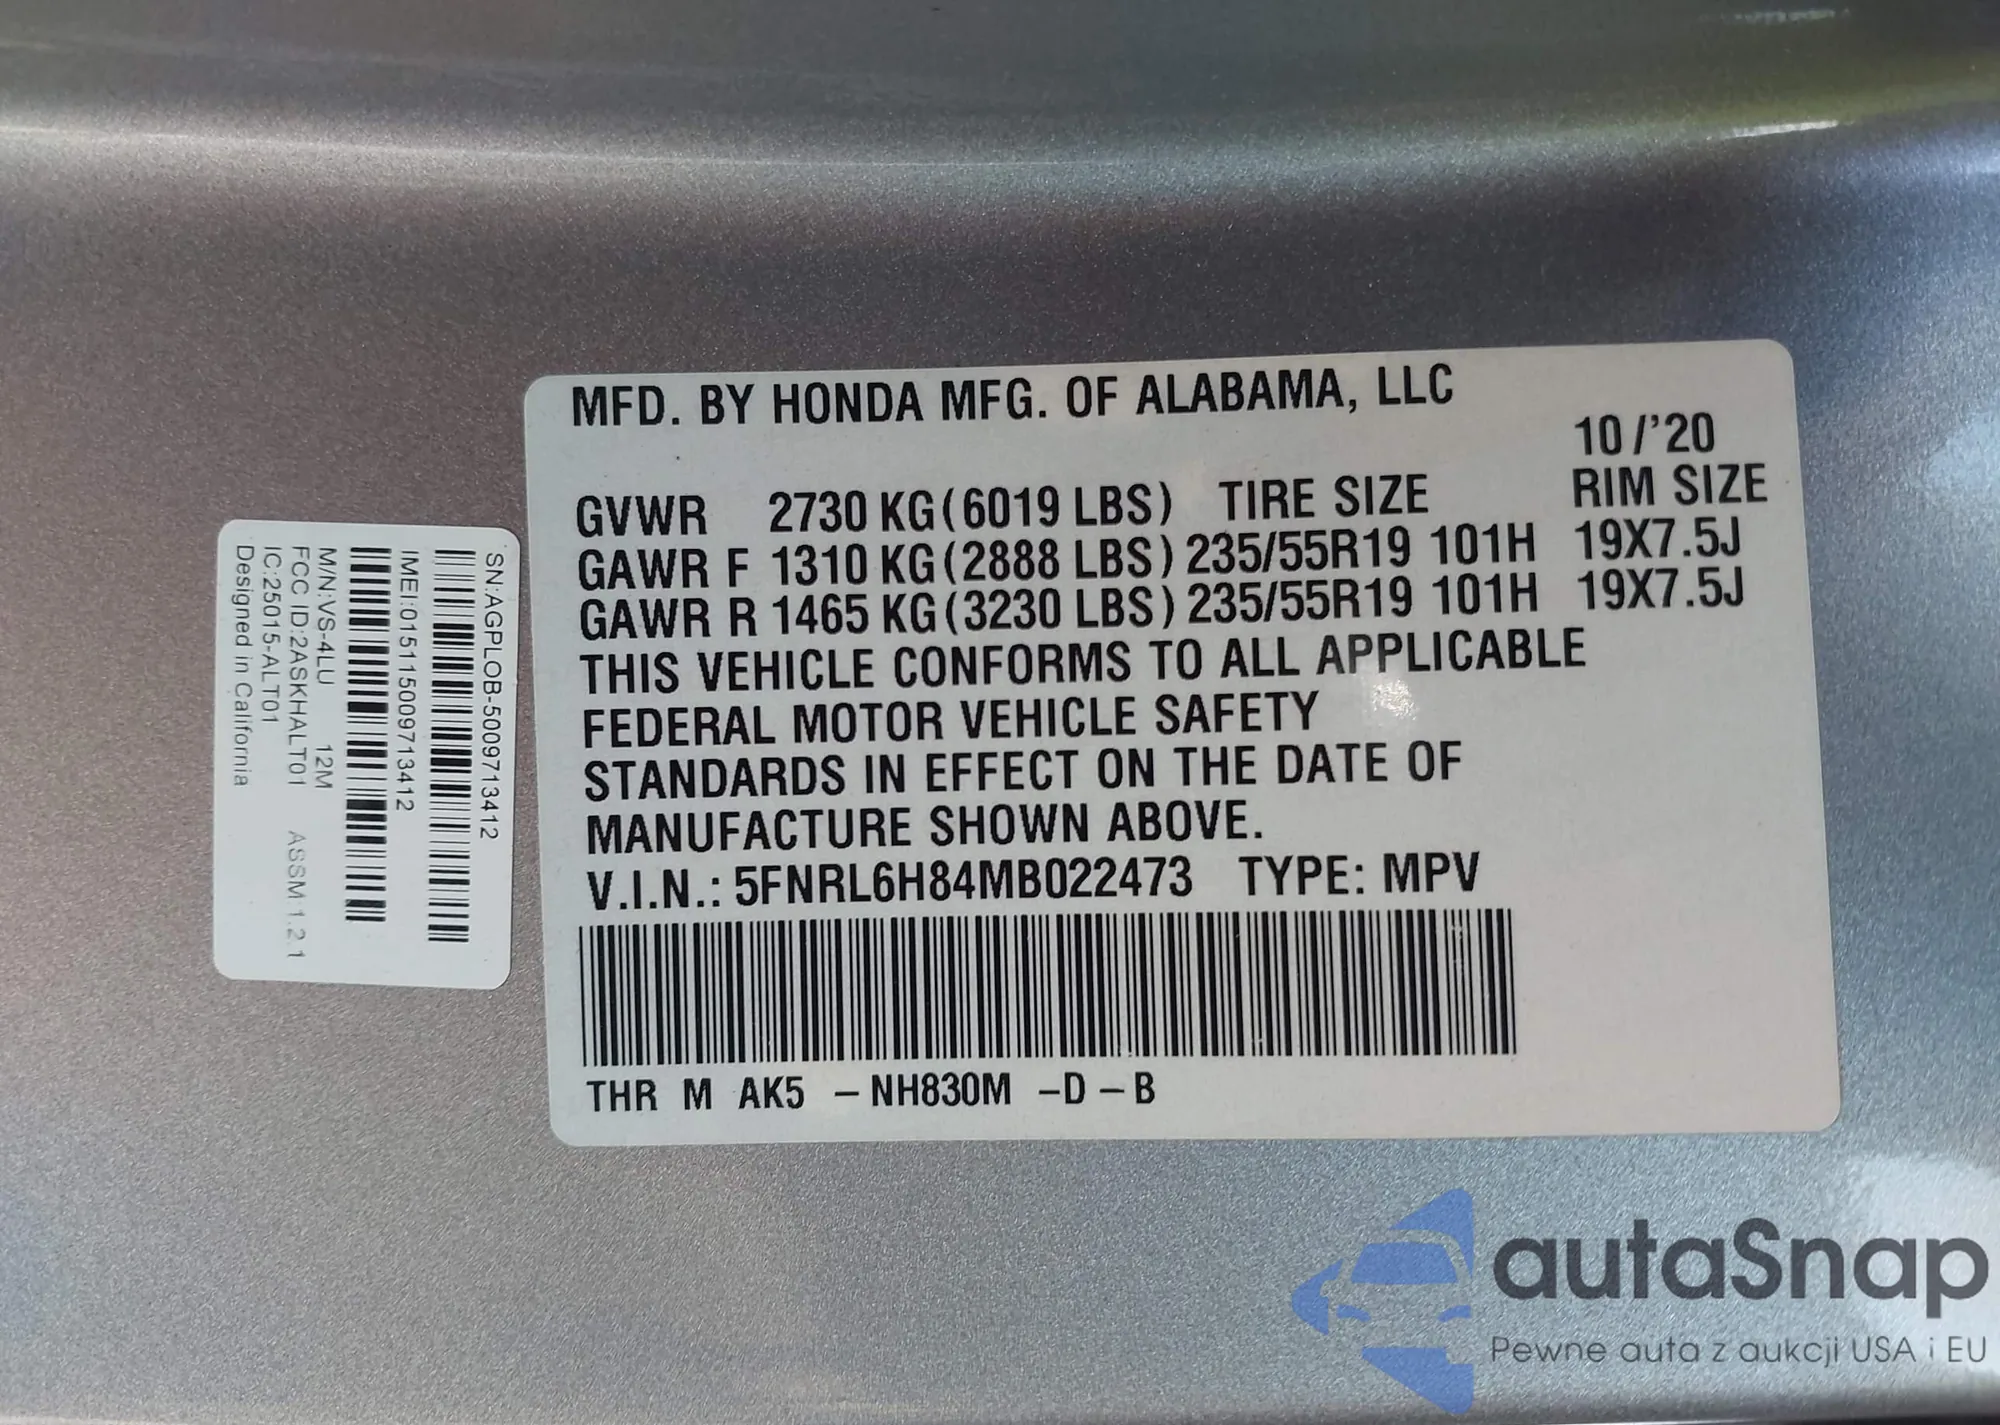 MFD. BY HONDA MFG. OF ALABAMA, LLC
10/'20
GVWR 2730 KG(6019 LBS) TIRE SIZE RIM SIZE
GAWR F 1310 KG(2888 LBS) 235/55R19 101H 19X7.5J
GAWR R 1465 KG(3230 LBS) 235/55R19 101H 19X7.5J
THIS VEHICLE CONFORMS TO ALL APPLICABLE
FEDERAL MOTOR VEHICLE SAFETY
STANDARDS IN EFFECT ON THE DATE OF
MANUFACTURE SHOWN ABOVE.
V.I.N.: 5FNRL6H84MB022473 TYPE: MPV
THR M AK5 -NH830M -D-B
SN:AGPLOB-5009713412
IMEI:015115009713412
M/N:VS-4LU 12M
FCC ID:2ASKHALT01 ASSM 1.2.1
IC:25015-ALT01
Designed in California
autaSnap
Pewne auta z aukcji USA i EU